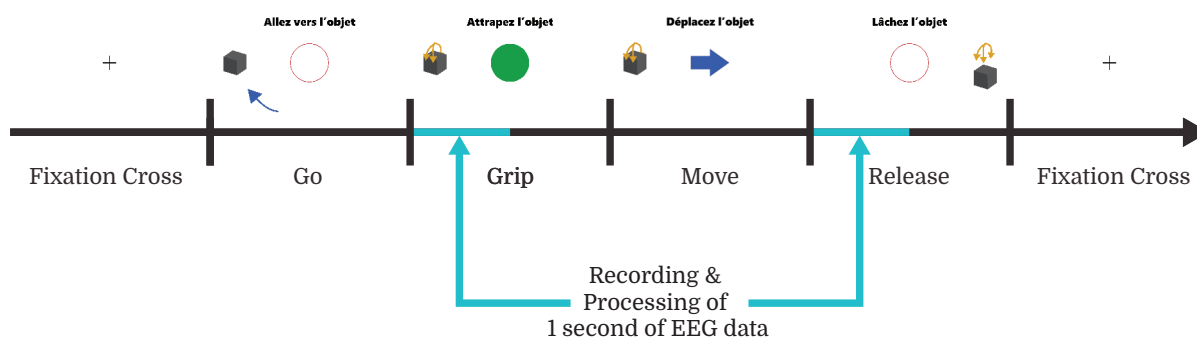 Allez vers l'objet
Attrapez l'objet
Déplacez l'objet
Lâchez l'objet
+
+
Fixation Cross
Go
Grip
Move
Release
Fixation Cross
Recording &
Processing of
1 second of EEG data